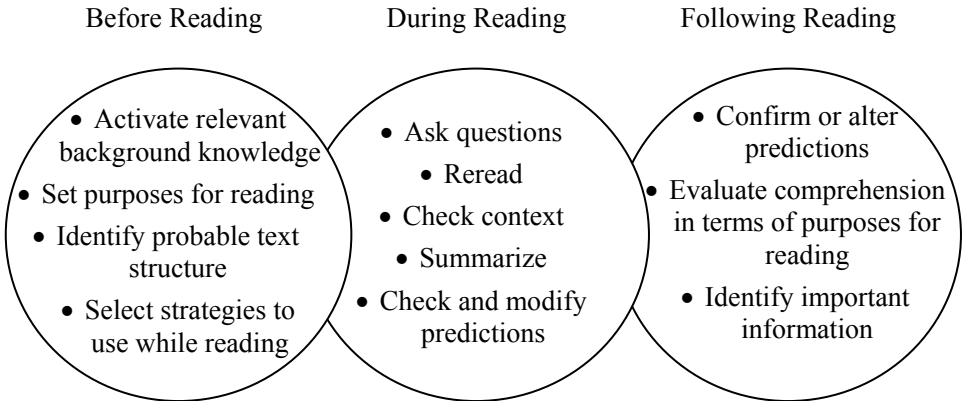 Before Reading
During Reading
Following Reading
• Activate relevant
background knowledge
• Set purposes for reading
• Identify probable text
structure
• Select strategies to
use while reading
• Ask questions
• Reread
• Check context
• Summarize
• Check and modify
predictions
• Confirm or alter
predictions
• Evaluate comprehension
in terms of purposes for
reading
• Identify important
information